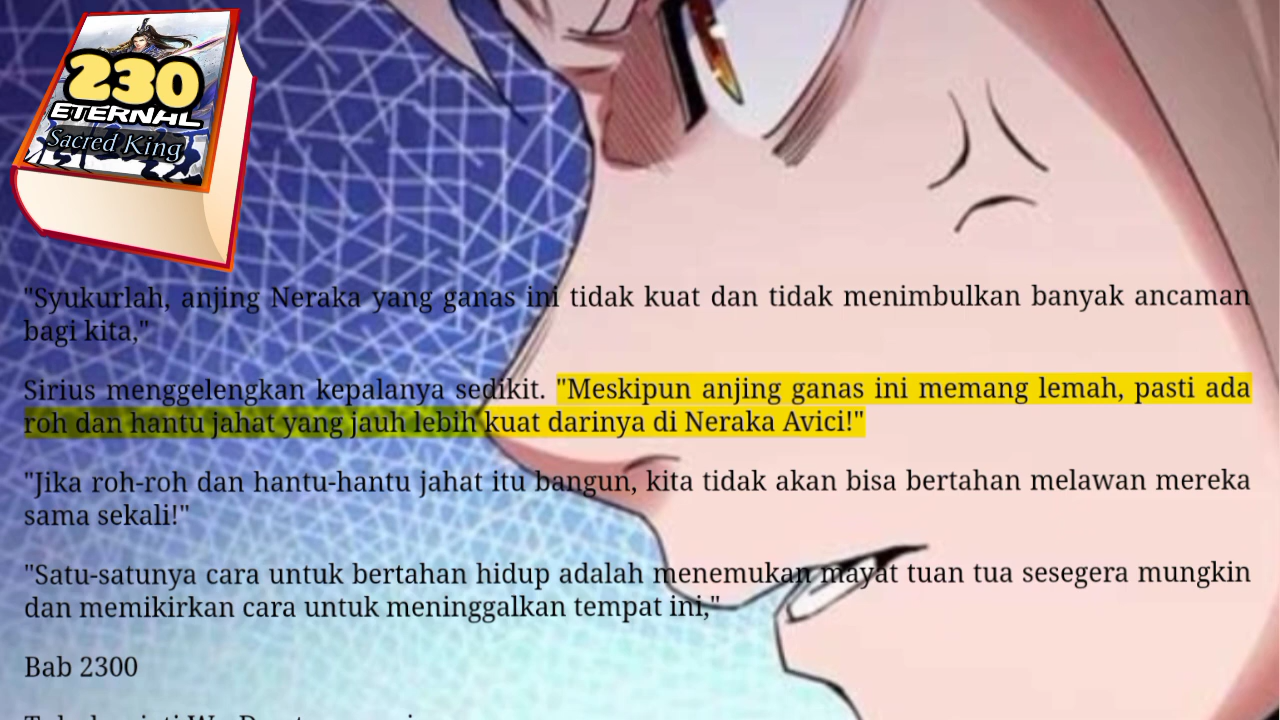 230
ETERNAL
Sacred King
"Syukurlah, anjing Neraka yang ganas ini tidak kuat dan tidak menimbulkan banyak ancaman
bagi kita,"
Sirius menggelengkan kepalanya sedikit. "Meskipun anjing ganas ini memang lemah, pasti ada
roh dan hantu jahat yang jauh lebih kuat darinya di Neraka Avici!"
"Jika roh-roh dan hantu-hantu jahat itu bangun, kita tidak akan bisa bertahan melawan mereka
sama sekali!"
"Satu-satunya cara untuk bertahan hidup adalah menemukan mayat tuan tua sesegera mungkin
dan memikirkan cara untuk meninggalkan tempat ini,"
Bab 2300